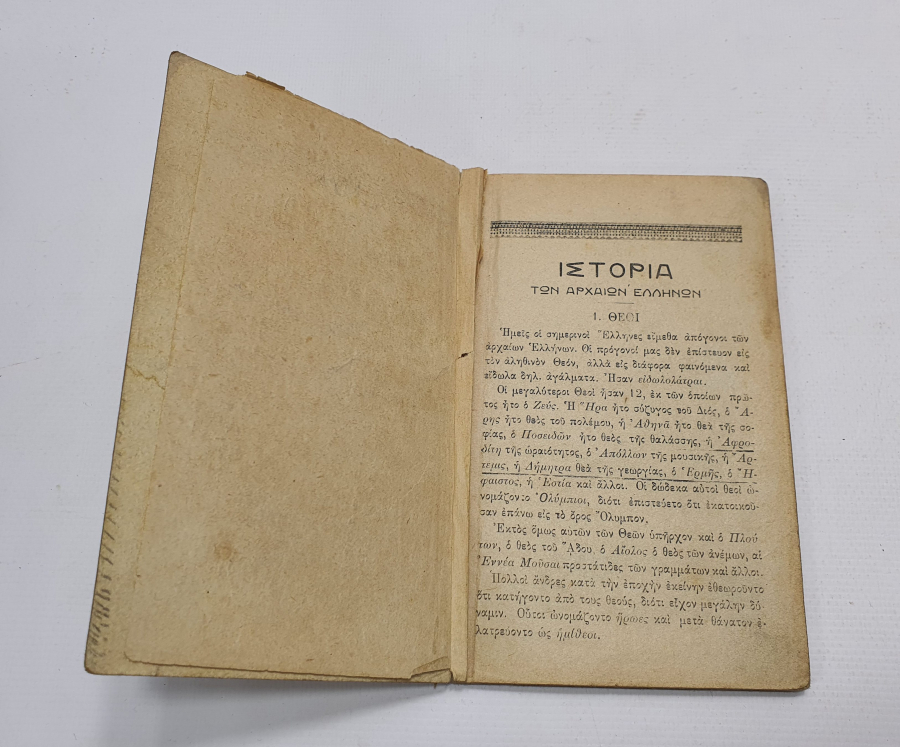 ΙΣΤΟΡΙΑ
ΤΩΝ ΑΡΧΑΙΩΝ ΕΛΛΗΝΩΝ
1. ΘΕΟΙ
Ἡμεῖς οἱ σημερινοὶ Ἕλληνες εἴμεθα ἀπόγονοι τῶν
ἀρχαίων Ἑλλήνων. Οἱ πρόγονοί μας δὲν ἐπίστευον εἰς
τὸν ἀληθινὸν Θεόν, ἀλλὰ εἰς διάφορα φαινόμενα καὶ
εἴδωλα δηλ. ἀγάλματα. Ἦσαν εἰδωλολάτραι.
Οἱ μεγαλύτεροι Θεοὶ ἦσαν 12, ἐκ τῶν ὁποίων πρῶ-
τος ἦτο ὁ Ζεύς. Ἡ Ἥρα ἦτο σύζυγος τοῦ Διός, ὁ Ἄ-
ρης ἦτο θεὸς τοῦ πολέμου, ἡ Ἀθηνᾶ ἦτο θεὰ τῆς σο-
φίας, ὁ Ποσειδῶν ἦτο θεὸς τῆς θαλάσσης, ἡ Ἀφρο-
δίτη τῆς ὡραιότητος, ὁ Ἀπόλλων τῆς μουσικῆς, ἡ Ἄρ-
τεμις, ἡ Δήμητρα θεὰ τῆς γεωργίας, ὁ Ἑρμῆς, ὁ Ἥ-
φαιστος, ἡ Ἑστία καὶ ἄλλοι. Οἱ δώδεκα αὐτοὶ θεοὶ ὠ-
νομάζοντο Ὀλύμπιοι, διότι ἐπιστεύετο ὅτι ἐκατοικοῦ-
σαν ἐπάνω εἰς τὸ ὄρος Ὄλυμπον,
Ἐκτὸς ὅμως αὐτῶν τῶν Θεῶν ὑπῆρχον καὶ ὁ Πλού
των, ὁ θεὸς τοῦ Ἅδου, ὁ Αἴολος ὁ θεὸς τῶν ἀνέμων, αἱ
Ἐννέα Μοῦσαι προστάτιδες τῶν γραμμάτων καὶ ἄλλοι.
Πολλοὶ ἄνδρες κατὰ τὴν ἐποχὴν ἐκείνην ἐθεωροῦντο
ὅτι κατήγοντο ἀπὸ τους θεούς, διότι εἶχον μεγάλην δύ-
ναμιν. Οὗτοι ὠνομάζοντο ἥρωες καὶ μετὰ θάνατον ἐ-
λατρεύοντο ὡς ἡμίθεοι.